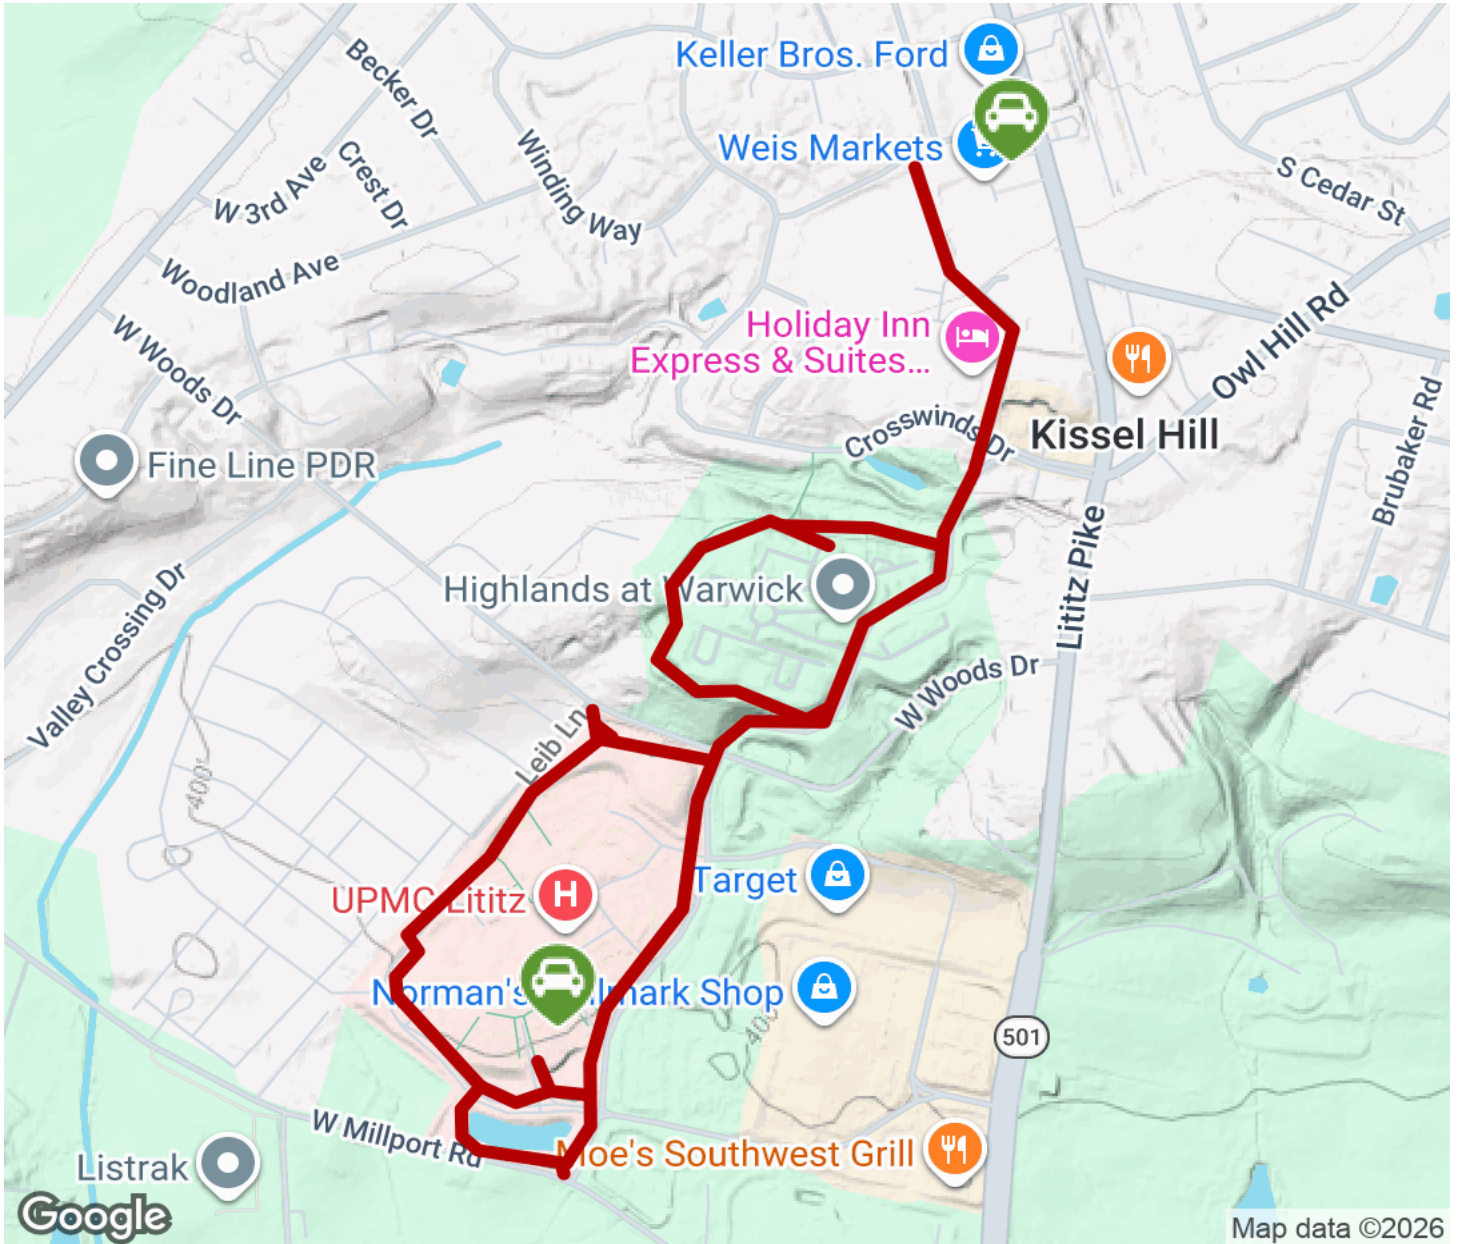 Keller Bros. Ford
Becker Dr
Weis Markets
W 3rd Ave
Crest Dr
Winding Way
S Cedar St
Woodland Ave
W Woods Dr
Holiday Inn
Express & Suites...
Owl Hill Rd
Crosswinds Dr
Kissel Hill
Fine Line PDR
Brubaker Rd
Lititz Pike
Highlands at Warwick
Valley Crossing Dr
W Woods Dr
Leib Ln
400'
Target
UPMC Lititz
Norman's Hallmark Shop
400'
501
W Millport Rd
Moe's Southwest Grill
Listrak
Google
Map data ©2026